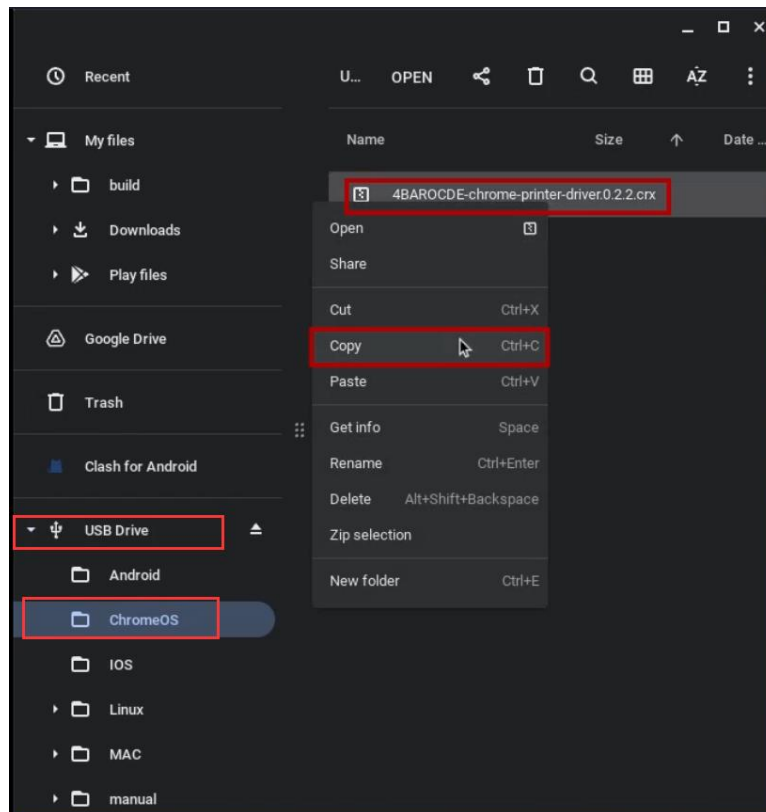 Recent
U... OPEN
My files
Name Size Date ...
build
4BAROCDE-chrome-printer-driver.0.2.2.crx
Downloads
Open
Share
Play files
Cut Ctrl+X
Google Drive
Copy Ctrl+C
Paste Ctrl+V
Trash
Get info Space
Clash for Android
Rename Ctrl+Enter
Delete Alt+Shift+Backspace
USB Drive
Zip selection
Android
New folder Ctrl+E
ChromeOS
IOS
Linux
MAC
manual